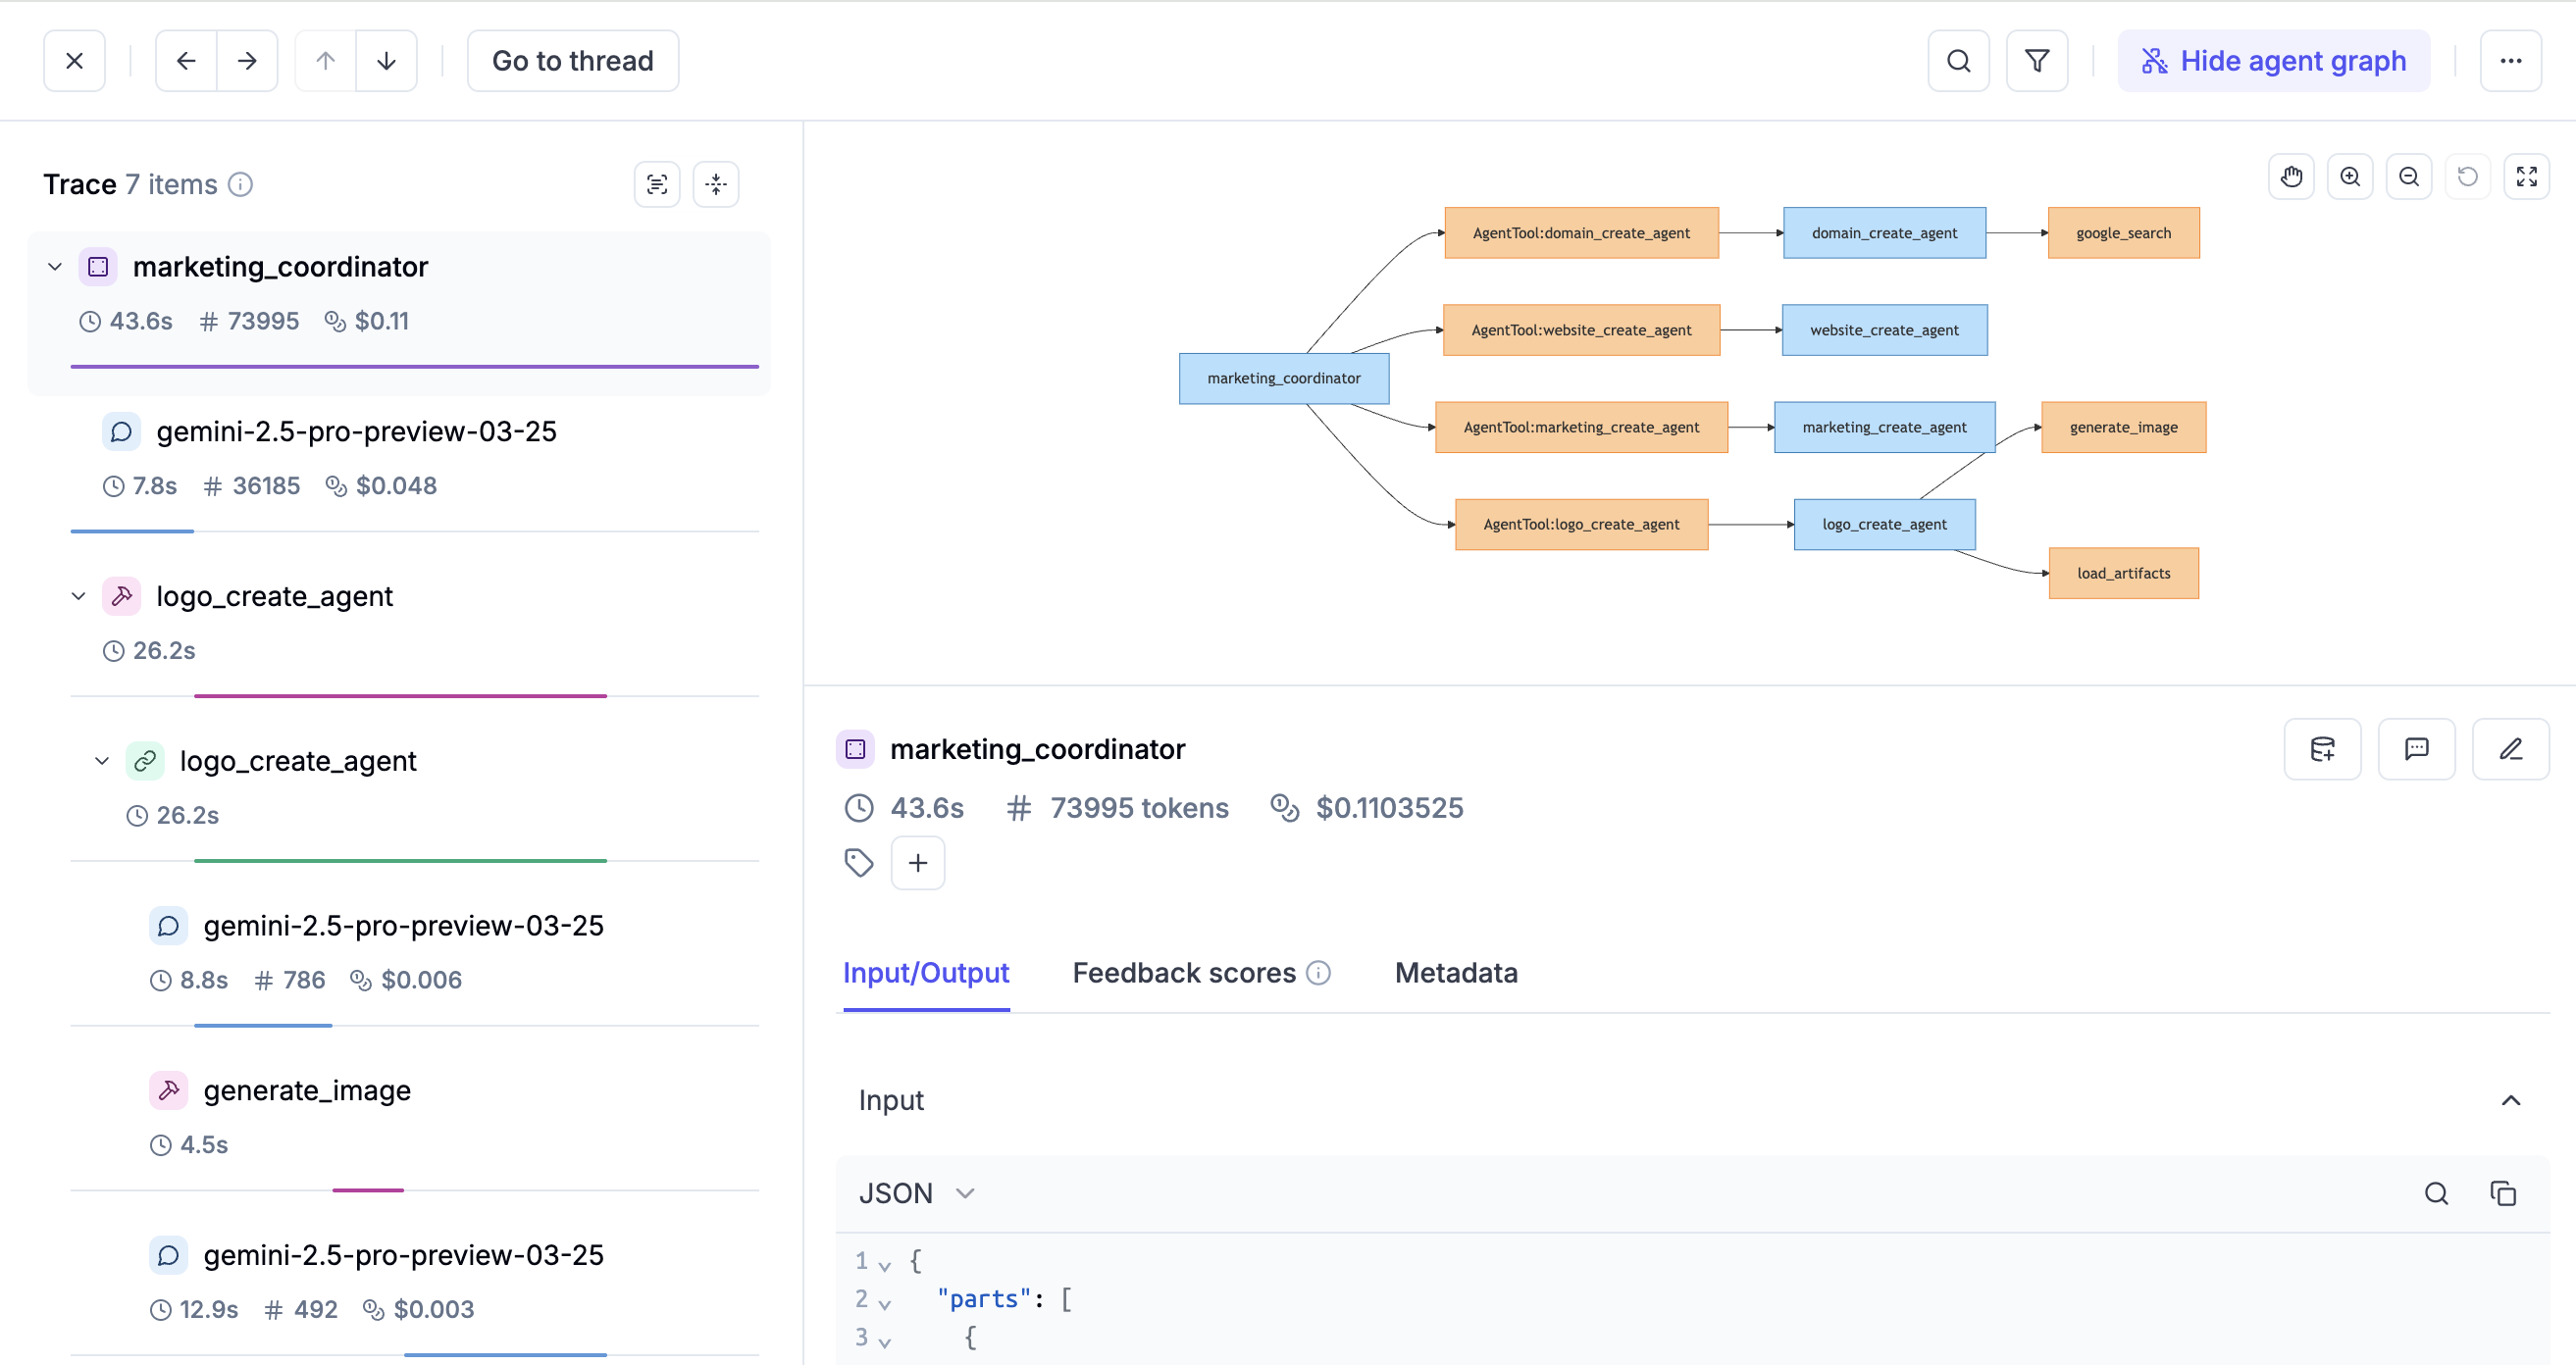 Go to thread
Hide agent graph
Trace 7 items
marketing_coordinator
43.6s # 73995 $0.11
gemini-2.5-pro-preview-03-25
7.8s # 36185 $0.048
logo_create_agent
26.2s
logo_create_agent
26.2s
gemini-2.5-pro-preview-03-25
8.8s # 786 $0.006
generate_image
4.5s
gemini-2.5-pro-preview-03-25
12.9s # 492 $0.003
AgentTool:domain_create_agent
domain_create_agent
google_search
AgentTool:website_create_agent
website_create_agent
marketing_coordinator
AgentTool:marketing_create_agent
marketing_create_agent
generate_image
AgentTool:logo_create_agent
logo_create_agent
load_artifacts
marketing_coordinator
43.6s # 73995 tokens $0.1103525
Input/Output Feedback scores Metadata
Input
JSON
1 {
2 "parts": [
3 {